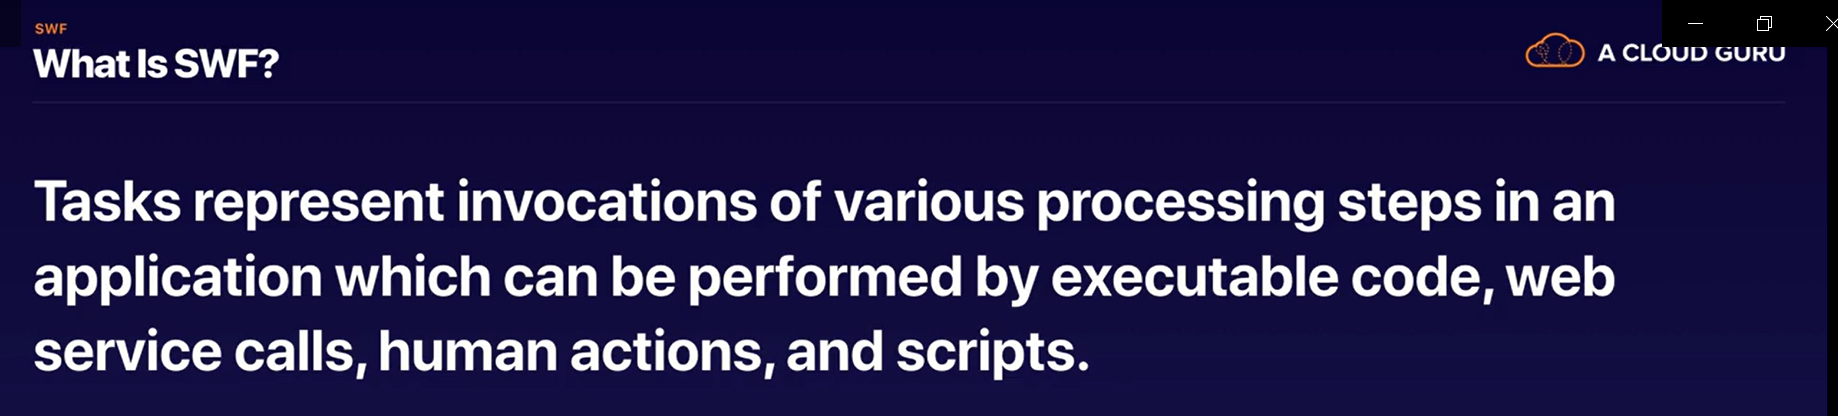 SWF
What Is SWF?
A CLOUD GURU
Tasks represent invocations of various processing steps in an
application which can be performed by executable code, web
service calls, human actions, and scripts.